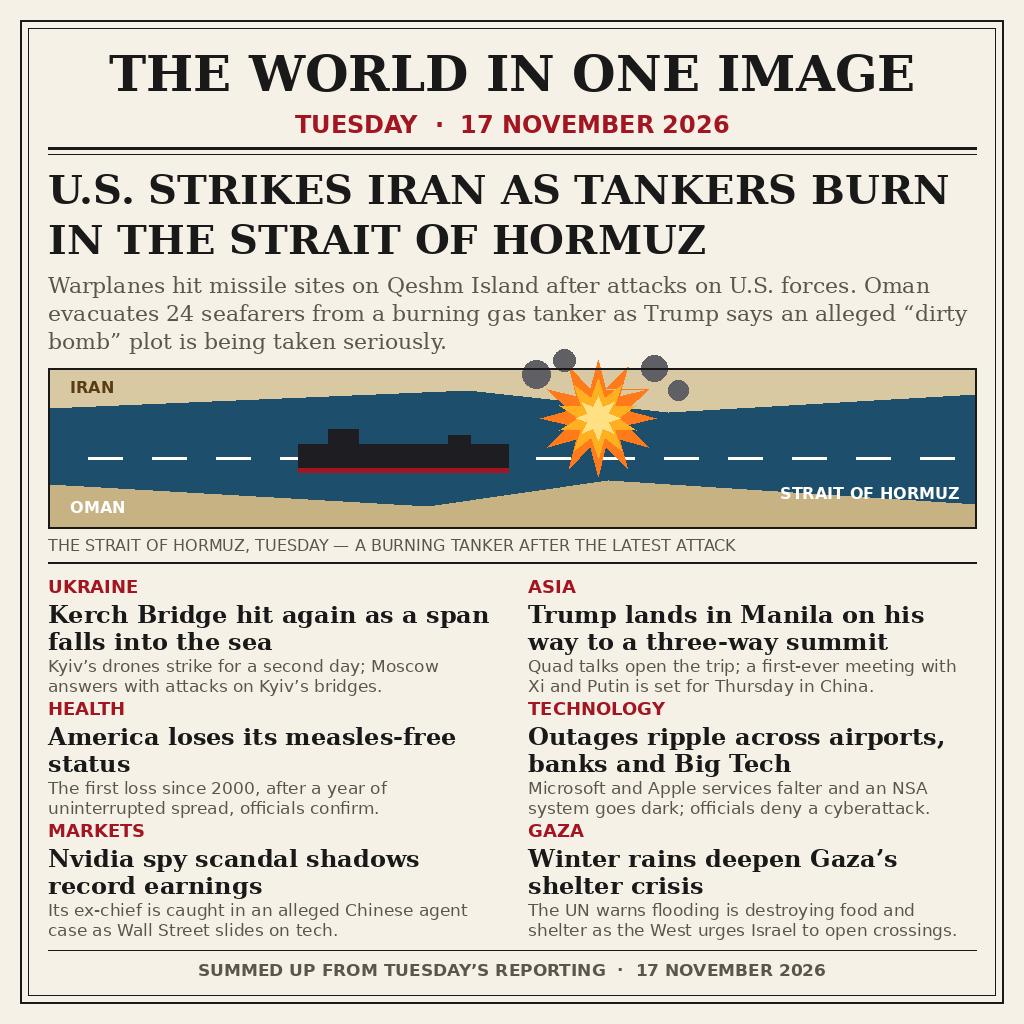 THE WORLD IN ONE IMAGE
TUESDAY · 17 NOVEMBER 2026
U.S. STRIKES IRAN AS TANKERS BURN
IN THE STRAIT OF HORMUZ
Warplanes hit missile sites on Qeshm Island after attacks on U.S. forces. Oman
evacuates 24 seafarers from a burning gas tanker as Trump says an alleged “dirty
bomb” plot is being taken seriously.
IRAN
OMAN
STRAIT OF HORMUZ
THE STRAIT OF HORMUZ, TUESDAY — A BURNING TANKER AFTER THE LATEST ATTACK
UKRAINE
Kerch Bridge hit again as a span
falls into the sea
Kyiv’s drones strike for a second day; Moscow
answers with attacks on Kyiv’s bridges.
ASIA
Trump lands in Manila on his
way to a three-way summit
Quad talks open the trip; a first-ever meeting with
Xi and Putin is set for Thursday in China.
HEALTH
America loses its measles-free
status
The first loss since 2000, after a year of
uninterrupted spread, officials confirm.
TECHNOLOGY
Outages ripple across airports,
banks and Big Tech
Microsoft and Apple services falter and an NSA
system goes dark; officials deny a cyberattack.
MARKETS
Nvidia spy scandal shadows
record earnings
Its ex-chief is caught in an alleged Chinese agent
case as Wall Street slides on tech.
GAZA
Winter rains deepen Gaza’s
shelter crisis
The UN warns flooding is destroying food and
shelter as the West urges Israel to open crossings.
SUMMED UP FROM TUESDAY’S REPORTING · 17 NOVEMBER 2026